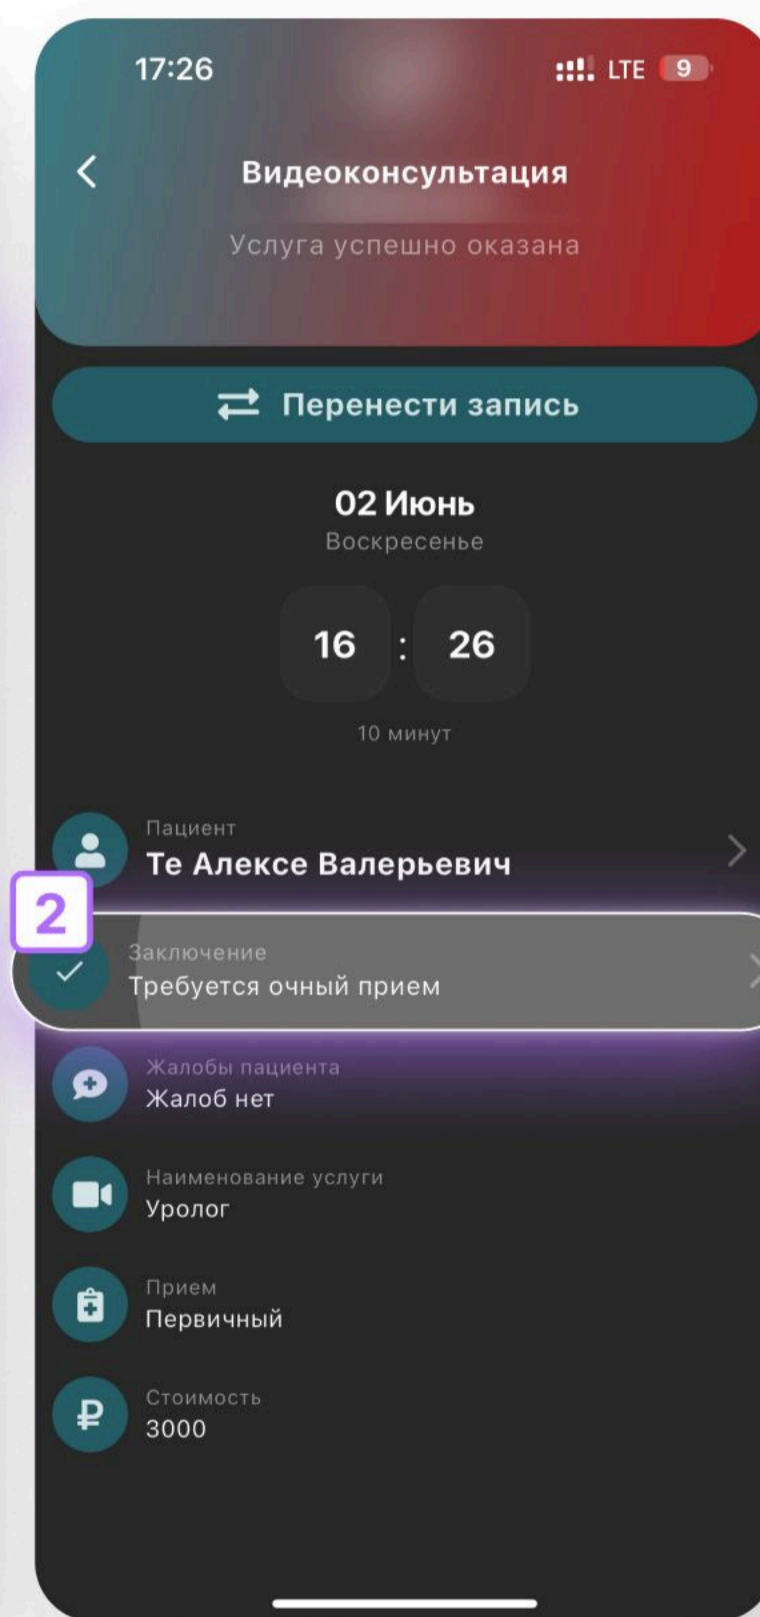 17:26
LTE 9
Видеоконсультация
Услуга успешно оказана
Перенести запись
02 Июнь
Воскресенье
16 : 26
10 минут
Пациент
Те Алексе Валерьевич
2
Заключение
Требуется очный прием
Жалобы пациента
Жалоб нет
Наименование услуги
Уролог
Прием
Первичный
Стоимость
3000